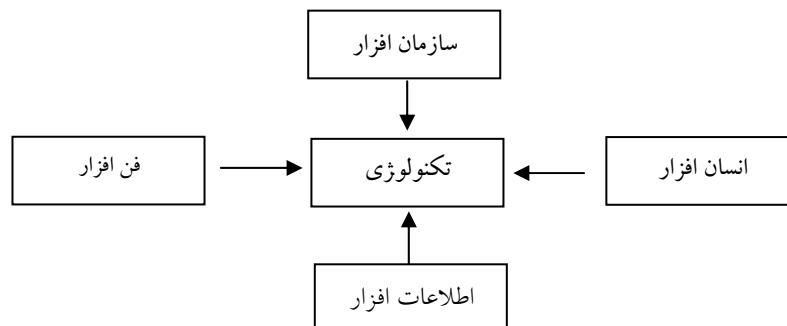 سازمان افزار
انسان افزار
تکنولوژی
فن افزار
اطلاعات افزار